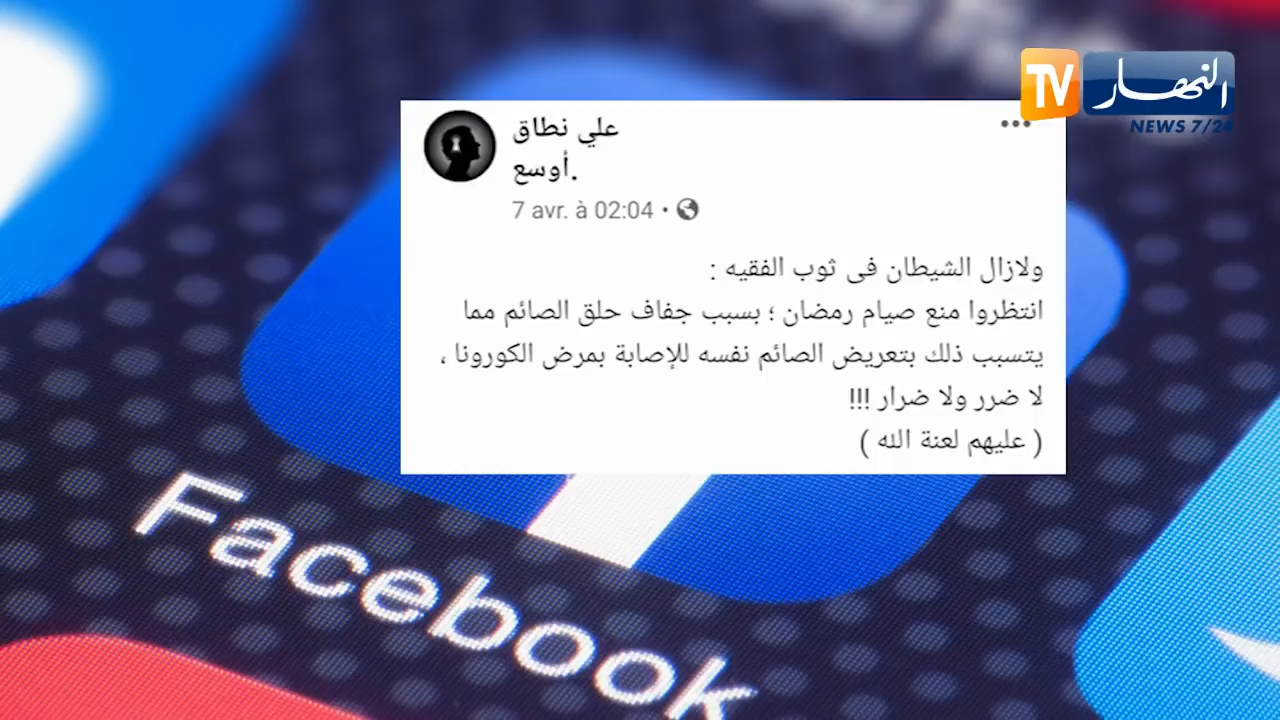 النهار TV
NEWS 7/24
علي نطاق
أوسع.
7 avr. à 02:04
ولازال الشيطان فى ثوب الفقيه :
انتظروا منع صيام رمضان ؛ بسبب جفاف حلق الصائم مما
يتسبب ذلك بتعريض الصائم نفسه للإصابة بمرض الكورونا ،
لا ضرر ولا ضرار !!!
( عليهم لعنة الله )
Facebook